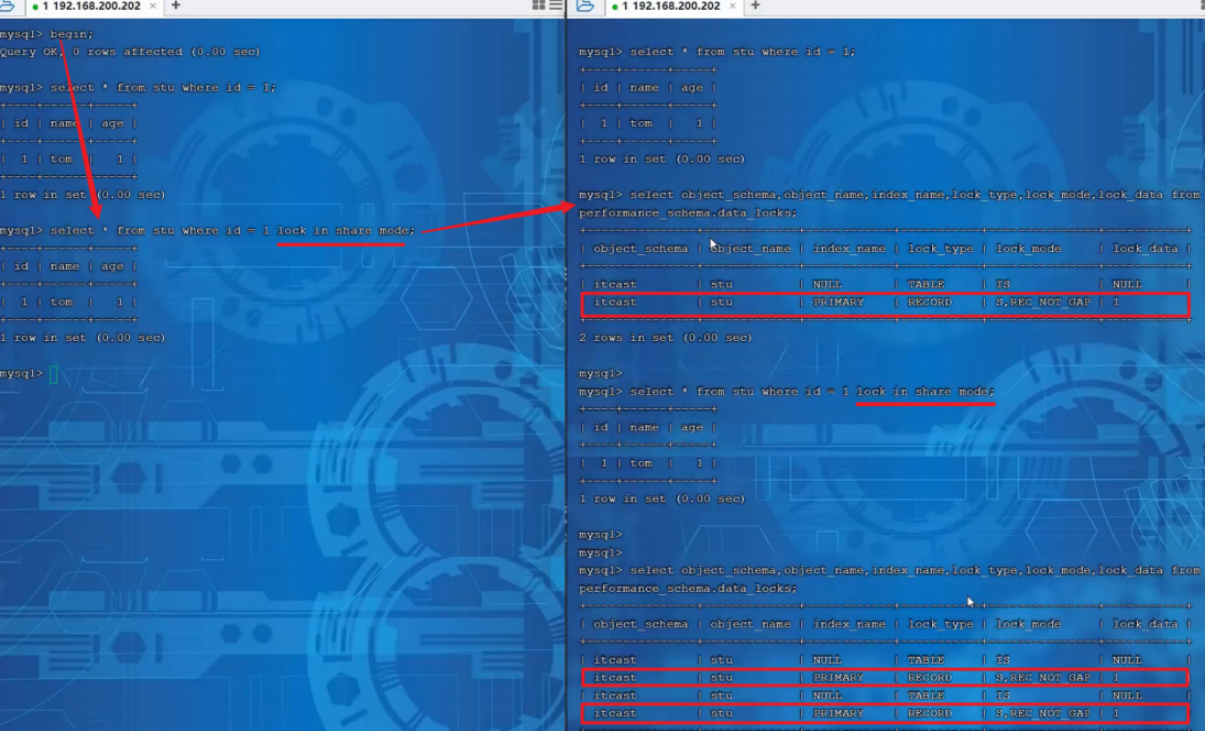 1 192.168.200.202 × +
mysql> begin;
Query OK, 0 rows affected (0.00 sec)
mysql> select * from stu where id = 1;
+----+------+-----+
| id | name | age |
+----+------+-----+
| 1 | tom | 1 |
+----+------+-----+
1 row in set (0.00 sec)
mysql> select * from stu where id = 1 lock in share mode;
+----+------+-----+
| id | name | age |
+----+------+-----+
| 1 | tom | 1 |
+----+------+-----+
1 row in set (0.00 sec)
mysql>
1 192.168.200.202 × +
mysql> select * from stu where id = 1;
+----+------+-----+
| id | name | age |
+----+------+-----+
| 1 | tom | 1 |
+----+------+-----+
1 row in set (0.00 sec)
mysql> select object_schema,object_name,index_name,lock_type,lock_mode,lock_data from
performance_schema.data_locks;
+---------------+-------------+------------+-----------+---------------+-----------+
| object_schema | object_name | index_name | lock_type | lock_mode | lock_data |
+---------------+-------------+------------+-----------+---------------+-----------+
| itcast | stu | NULL | TABLE | IS | NULL |
| itcast | stu | PRIMARY | RECORD | S,REC_NOT_GAP | 1 |
+---------------+-------------+------------+-----------+---------------+-----------+
2 rows in set (0.00 sec)
mysql>
mysql> select * from stu where id = 1 lock in share mode;
+----+------+-----+
| id | name | age |
+----+------+-----+
| 1 | tom | 1 |
+----+------+-----+
1 row in set (0.00 sec)
mysql>
mysql>
mysql> select object_schema,object_name,index_name,lock_type,lock_mode,lock_data from
performance_schema.data_locks;
+---------------+-------------+------------+-----------+---------------+-----------+
| object_schema | object_name | index_name | lock_type | lock_mode | lock_data |
+---------------+-------------+------------+-----------+---------------+-----------+
| itcast | stu | NULL | TABLE | IS | NULL |
| itcast | stu | PRIMARY | RECORD | S,REC_NOT_GAP | 1 |
| itcast | stu | NULL | TABLE | IS | NULL |
| itcast | stu | PRIMARY | RECORD | S,REC_NOT_GAP | 1 |